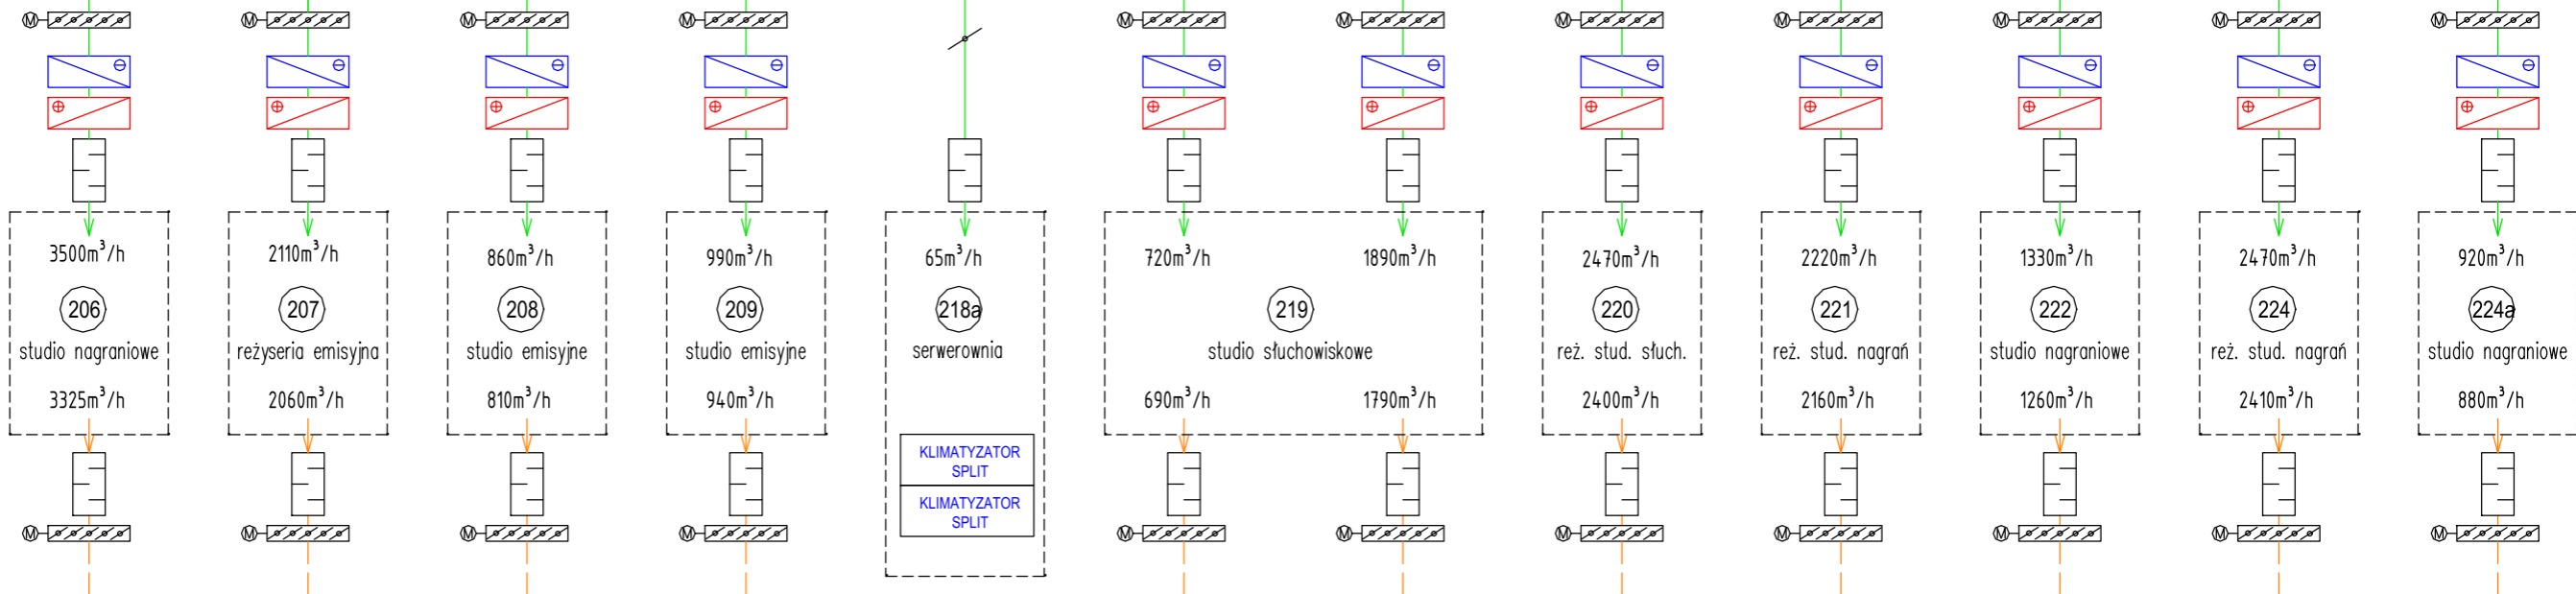 M M M M M M M M M M M
3500m³/h 2110m³/h 860m³/h 990m³/h 65m³/h 720m³/h 1890m³/h 2470m³/h 2220m³/h 1330m³/h 2470m³/h 920m³/h
206 207 208 209 218a 219 220 221 222 224 224a
studio nagraniowe reżyseria emisyjna studio emisyjne studio emisyjne serwerownia studio słuchowiskowe reż. stud. słuch. reż. stud. nagrań studio nagraniowe reż. stud. nagrań studio nagraniowe
3325m³/h 2060m³/h 810m³/h 940m³/h 690m³/h 1790m³/h 2400m³/h 2160m³/h 1260m³/h 2410m³/h 880m³/h
KLIMATYZATOR
SPLIT
KLIMATYZATOR
SPLIT
M M M M M M M M M M M